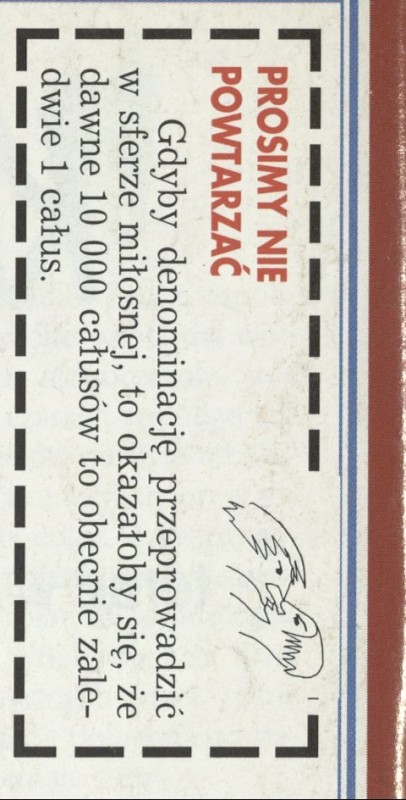 PROSIMY NIE
POWTARZAĆ
Gdyby denominację przeprowadzić
w sferze miłosnej, to okazałoby się, że
dawne 10 000 całusów to obecnie zale-
dwie 1 całus.